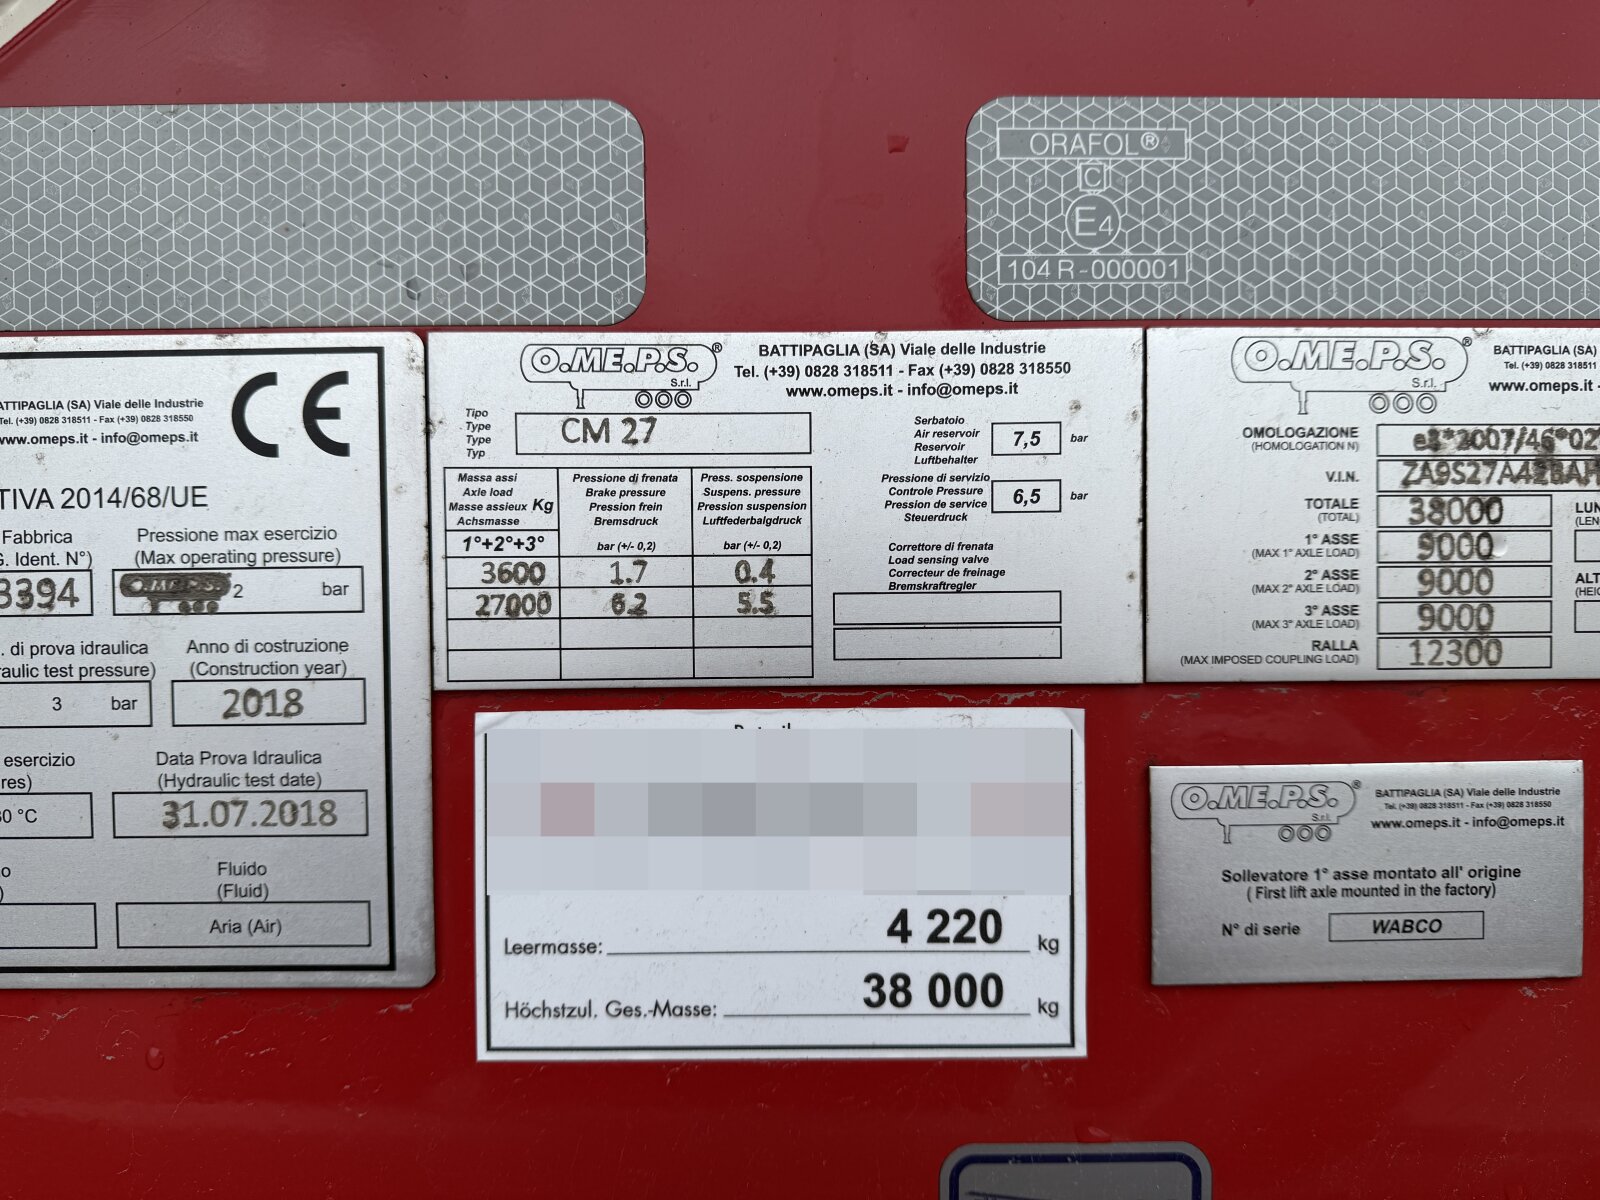 ORAFOL®
C
E4
104 R-000001
BATTIPAGLIA (SA) Viale delle Industrie
Tel. (+39) 0828 318511 - Fax (+39) 0828 318550
www.omeps.it - info@omeps.it
CE
2014/68/UE
Fabbrica
Ident. N°)
3394
Pressione max esercizio
(Max operating pressure)
O.ME.P.S.
2 bar
di prova idraulica
test pressure)
3 bar
Anno di costruzione
(Construction year)
2018
esercizio
°C
Data Prova Idraulica
(Hydraulic test date)
31.07.2018
Fluido
(Fluid)
Aria (Air)
O.ME.P.S.®
S.r.l.
BATTIPAGLIA (SA) Viale delle Industrie
Tel. (+39) 0828 318511 - Fax (+39) 0828 318550
www.omeps.it - info@omeps.it
Tipo
Type
Type
Typ
CM 27
Massa assi
Axle load
Masse assieux Kg
Achsmasse
Pressione di frenata
Brake pressure
Pression frein
Bremsdruck
Press. sospensione
Suspens. pressure
Pression suspension
Luftfederbalgdruck
1°+2°+3° bar (+/- 0,2) bar (+/- 0,2)
3600 1.7 0.4
27000 6.2 5.5
Serbatoio
Air reservoir
Reservoir
Luftbehalter
7,5 bar
Pressione di servizio
Controle Pressure
Pression de service
Steuerdruck
6,5 bar
Correttore di frenata
Load sensing valve
Correcteur de freinage
Bremskraftregler
O.ME.P.S.®
S.r.l.
BATTIPAGLIA (SA)
Tel. (+39) 0828 318511
www.omeps.it -
OMOLOGAZIONE
(HOMOLOGATION N)
e3*2007/46*02
V.I.N.
TOTALE
(TOTAL)
38000
1° ASSE
(MAX 1° AXLE LOAD)
9000
2° ASSE
(MAX 2° AXLE LOAD)
9000
3° ASSE
(MAX 3° AXLE LOAD)
9000
RALLA
(MAX IMPOSED COUPLING LOAD)
12300
Leermasse: 4 220 kg
Höchstzul. Ges.-Masse: 38 000 kg
O.ME.P.S.®
S.r.l.
BATTIPAGLIA (SA) Viale delle Industrie
Tel. (+39) 0828 318511 - Fax (+39) 0828 318550
www.omeps.it - info@omeps.it
Sollevatore 1° asse montato all' origine
( First lift axle mounted in the factory)
N° di serie WABCO